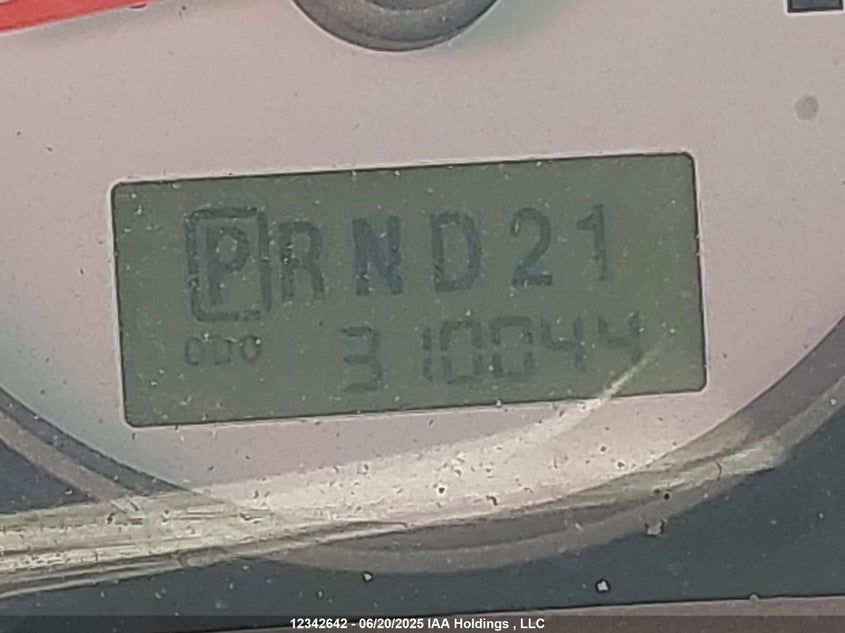 PRND21
ODO 310044
12342642 - 06/20/2025 IAA Holdings , LLC